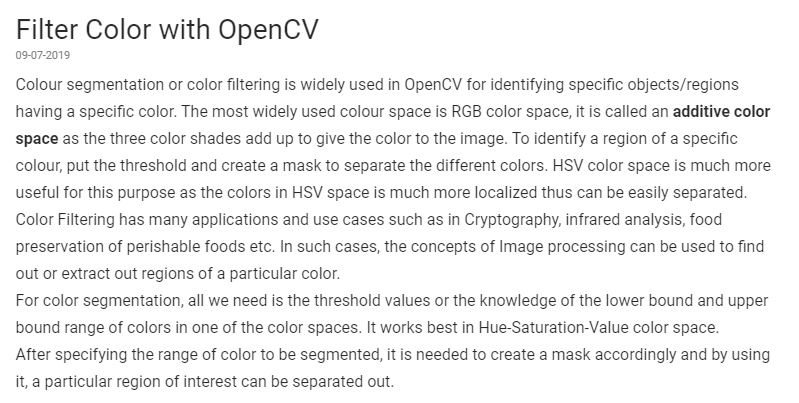 Filter Color with OpenCV
09-07-2019
Colour segmentation or color filtering is widely used in OpenCV for identifying specific objects/regions
having a specific color. The most widely used colour space is RGB color space, it is called an additive color
space as the three color shades add up to give the color to the image. To identify a region of a specific
colour, put the threshold and create a mask to separate the different colors. HSV color space is much more
useful for this purpose as the colors in HSV space is much more localized thus can be easily separated.
Color Filtering has many applications and use cases such as in Cryptography, infrared analysis, food
preservation of perishable foods etc. In such cases, the concepts of Image processing can be used to find
out or extract out regions of a particular color.
For color segmentation, all we need is the threshold values or the knowledge of the lower bound and upper
bound range of colors in one of the color spaces. It works best in Hue-Saturation-Value color space.
After specifying the range of color to be segmented, it is needed to create a mask accordingly and by using
it, a particular region of interest can be separated out.